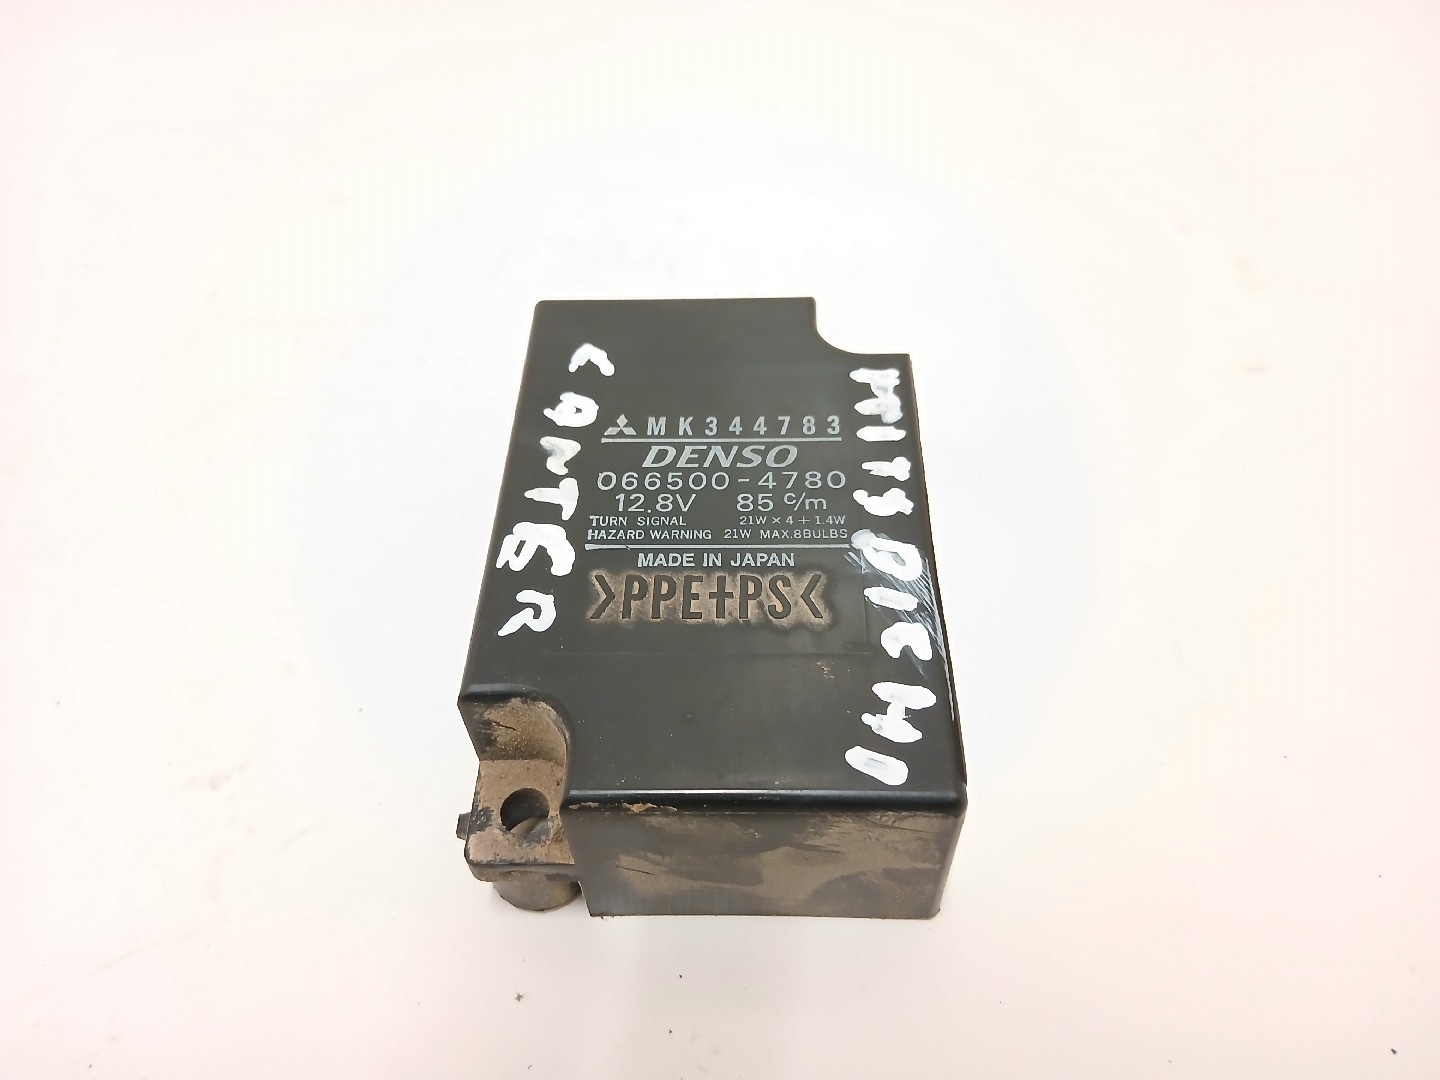 CANTER
MK344783
DENSO
066500-4780
12.8V 85 c/m
TURN SIGNAL 21W × 4 + 1.4W
HAZARD WARNING 21W MAX.8BULBS
MADE IN JAPAN
>PPE+PS<